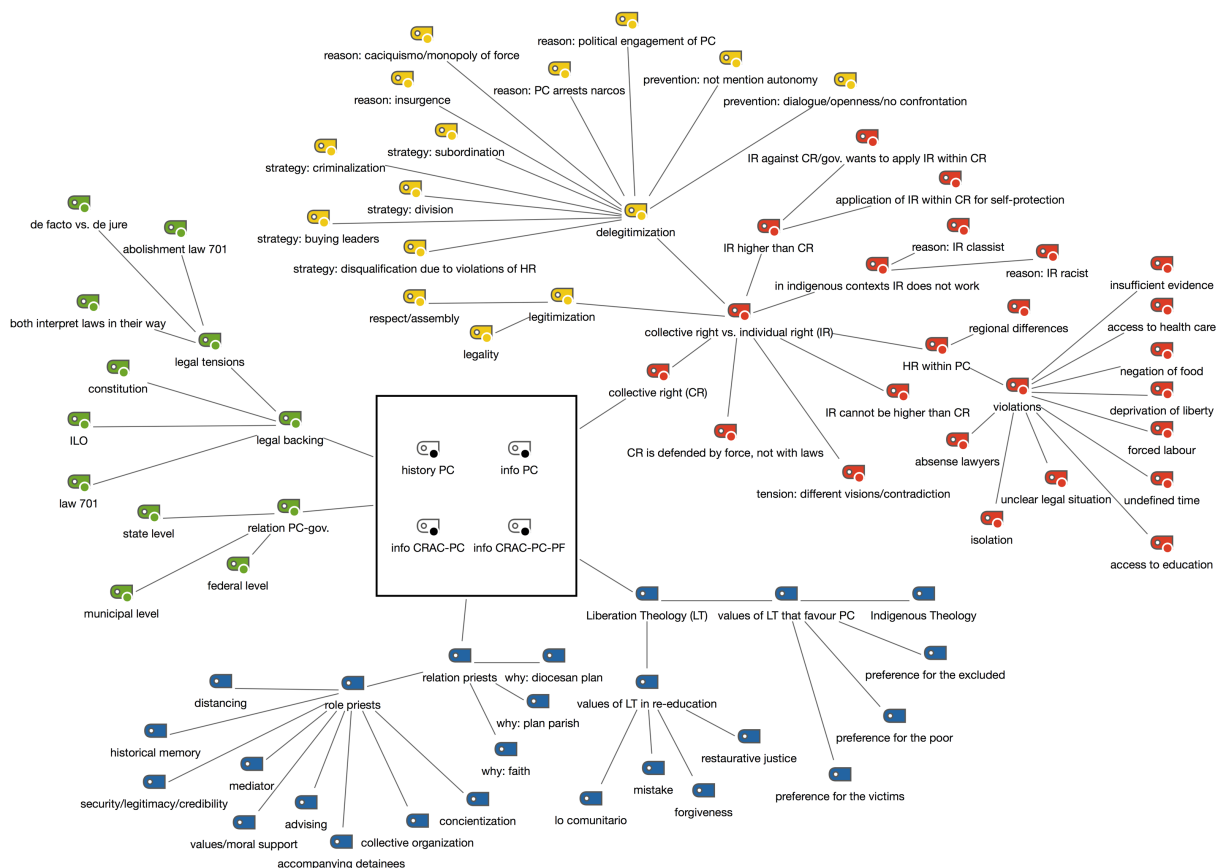 reason: political engagement of PC
reason: caciquismo/monopoly of force
prevention: not mention autonomy
reason: PC arrests narcos
reason: insurgence
prevention: dialogue/openness/no confrontation
strategy: subordination
IR against CR/gov. wants to apply IR within CR
strategy: criminalization
application of IR within CR for self-protection
strategy: division
de facto vs. de jure
delegitimization
strategy: buying leaders
abolishment law 701
IR higher than CR
reason: IR classist
strategy: disqualification due to violations of HR
reason: IR racist
in indigenous contexts IR does not work
insufficient evidence
respect/assembly
legitimization
both interpret laws in their way
collective right vs. individual right (IR)
regional differences
access to health care
legality
legal tensions
HR within PC
negation of food
constitution
collective right (CR)
IR cannot be higher than CR
violations
deprivation of liberty
ILO
legal backing
CR is defended by force, not with laws
absense lawyers
forced labour
history PC
info PC
law 701
tension: different visions/contradiction
unclear legal situation
undefined time
state level
relation PC-gov.
info CRAC-PC
info CRAC-PC-PF
isolation
access to education
federal level
municipal level
Liberation Theology (LT)
values of LT that favour PC
Indigenous Theology
relation priests
why: diocesan plan
preference for the excluded
distancing
role priests
values of LT in re-education
why: plan parish
preference for the poor
historical memory
restaurative justice
mediator
why: faith
mistake
preference for the victims
security/legitimacy/credibility
forgiveness
advising
concientization
lo comunitario
values/moral support
collective organization
accompanying detainees